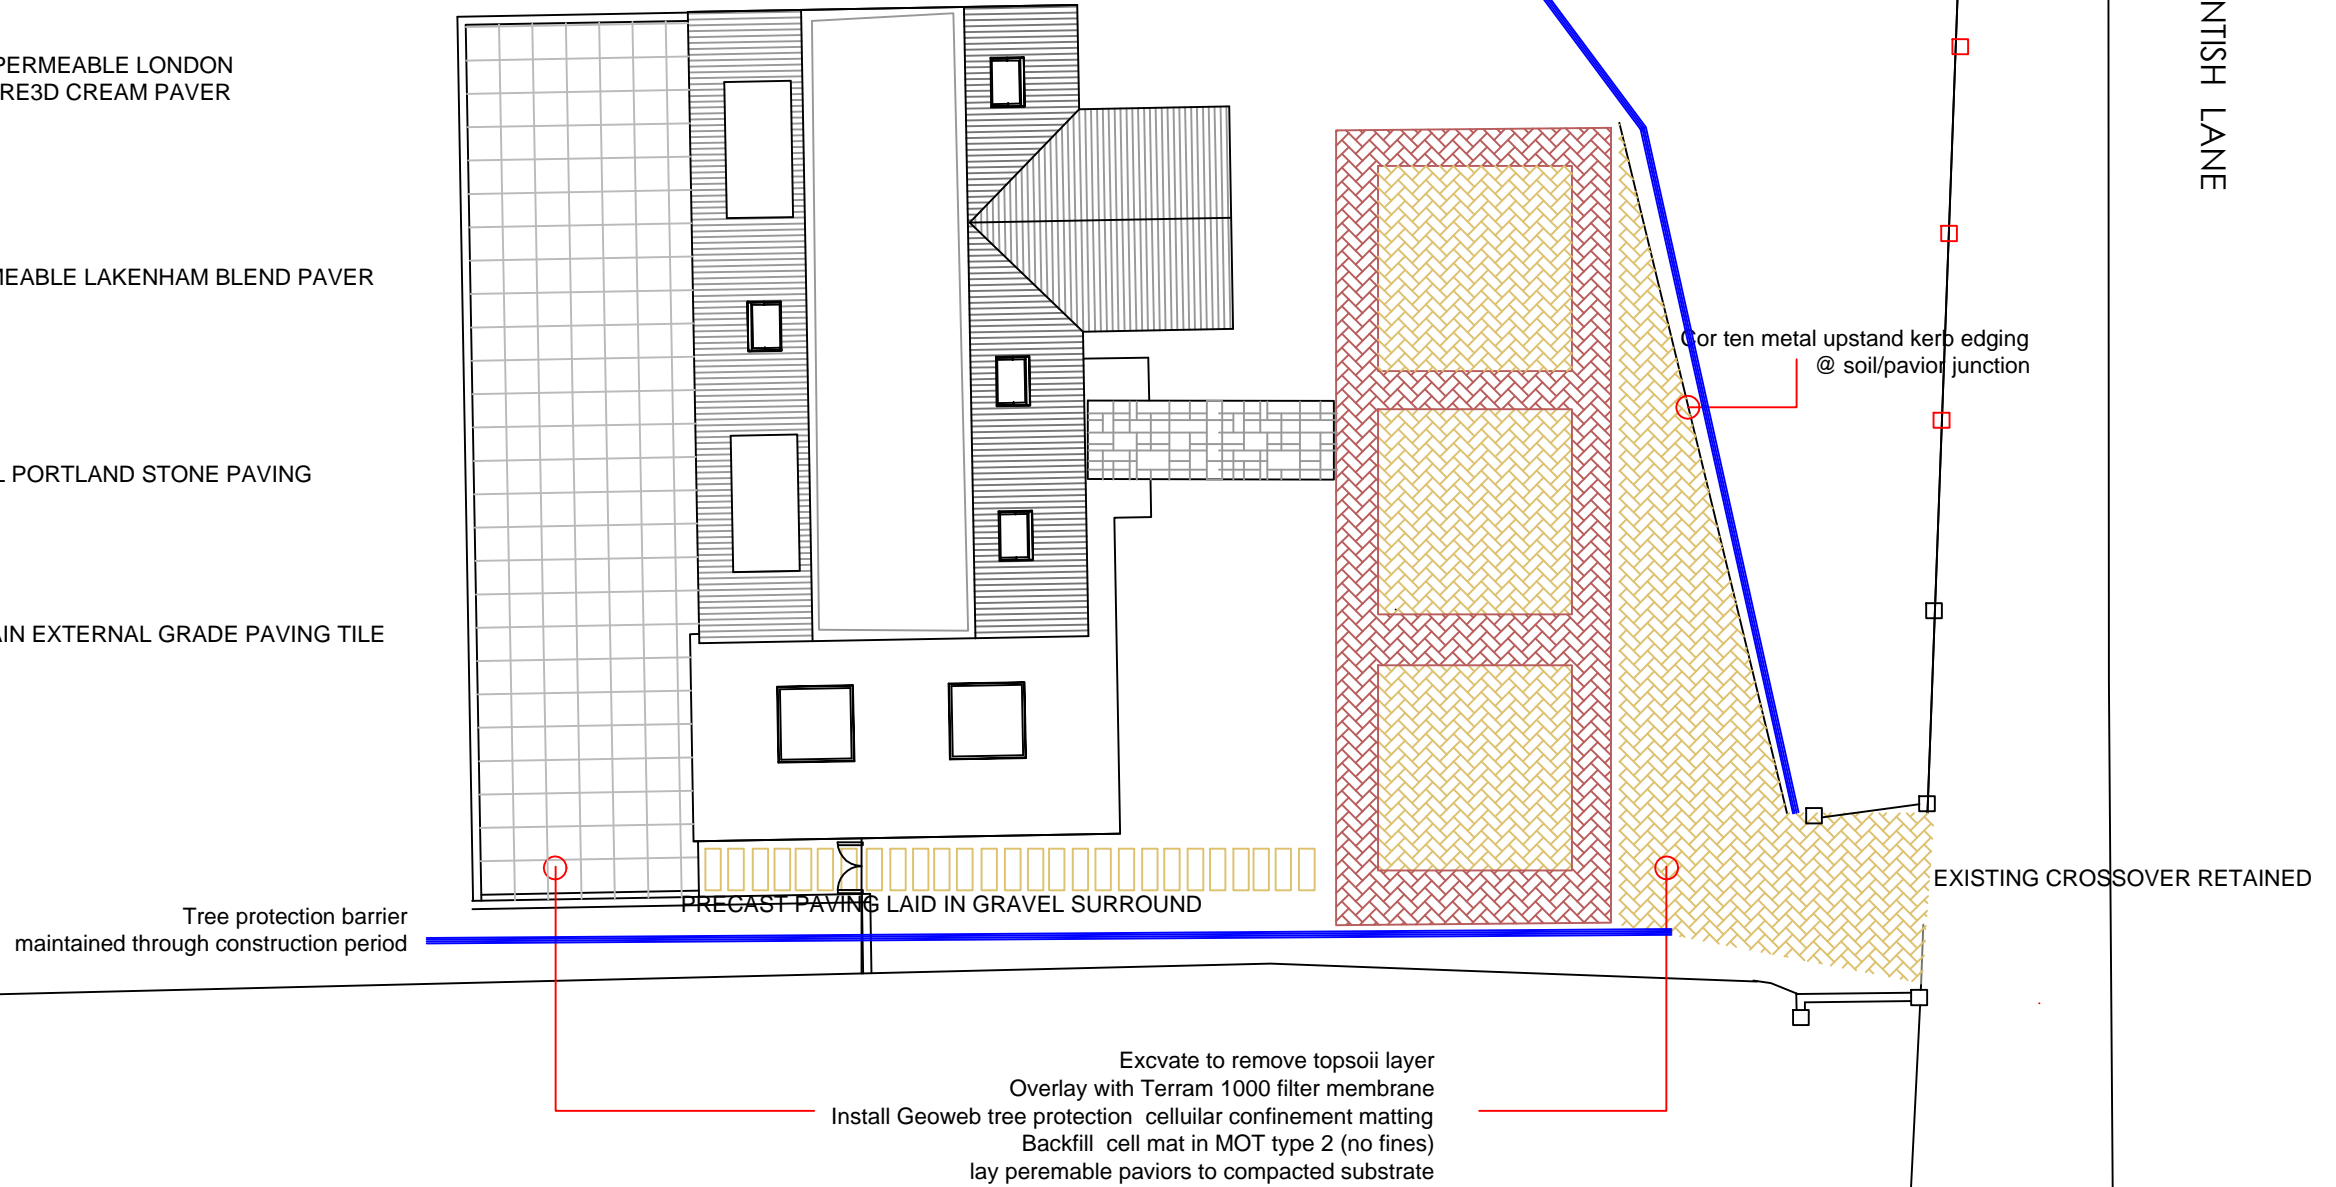 PERMEABLE LONDON
RE3D CREAM PAVER
MEABLE LAKENHAM BLEND PAVER
L PORTLAND STONE PAVING
AIN EXTERNAL GRADE PAVING TILE
NTISH LANE
Cor ten metal upstand kerb edging
@ soil/pavior junction
EXISTING CROSSOVER RETAINED
PRECAST PAVING LAID IN GRAVEL SURROUND
Tree protection barrier
maintained through construction period
Excvate to remove topsoii layer
Overlay with Terram 1000 filter membrane
Install Geoweb tree protection celluilar confinement matting
Backfill cell mat in MOT type 2 (no fines)
lay peremable paviors to compacted substrate